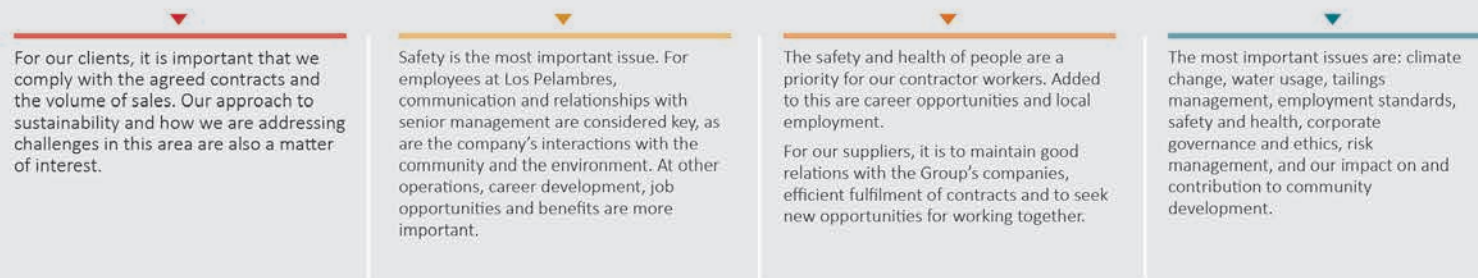 For our clients, it is important that we
comply with the agreed contracts and
the volume of sales. Our approach to
sustainability and how we are addressing
challenges in this area are also a matter
of interest.
Safety is the most important issue. For
employees at Los Pelambres,
communication and relationships with
senior management are considered key, as
are the company's interactions with the
community and the environment. At other
operations, career development, job
opportunities and benefits are more
important.
The safety and health of people are a
priority for our contractor workers. Added
to this are career opportunities and local
employment.
For our suppliers, it is to maintain good
relations with the Group's companies,
efficient fulfilment of contracts and to seek
new opportunities for working together.
The most important issues are: climate
change, water usage, tailings
management, employment standards,
safety and health, corporate
governance and ethics, risk
management, and our impact on and
contribution to community
development.